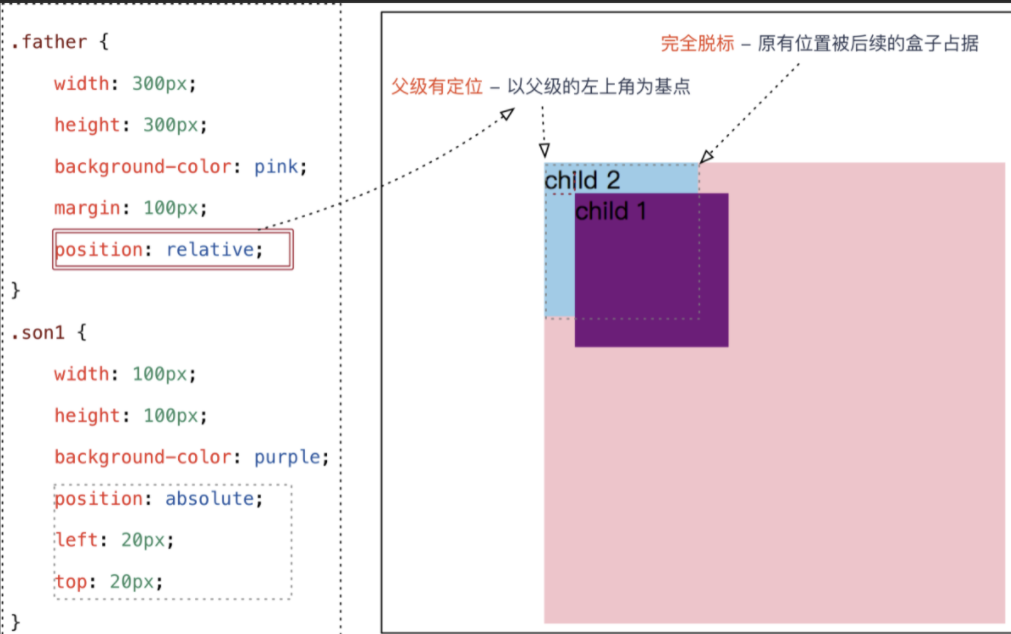 .father {
width: 300px;
height: 300px;
background-color: pink;
margin: 100px;
position: relative;
}
.son1 {
width: 100px;
height: 100px;
background-color: purple;
position: absolute;
left: 20px;
top: 20px;
}
完全脱标 – 原有位置被后续的盒子占据
父级有定位 – 以父级的左上角为基点
child 2
child 1